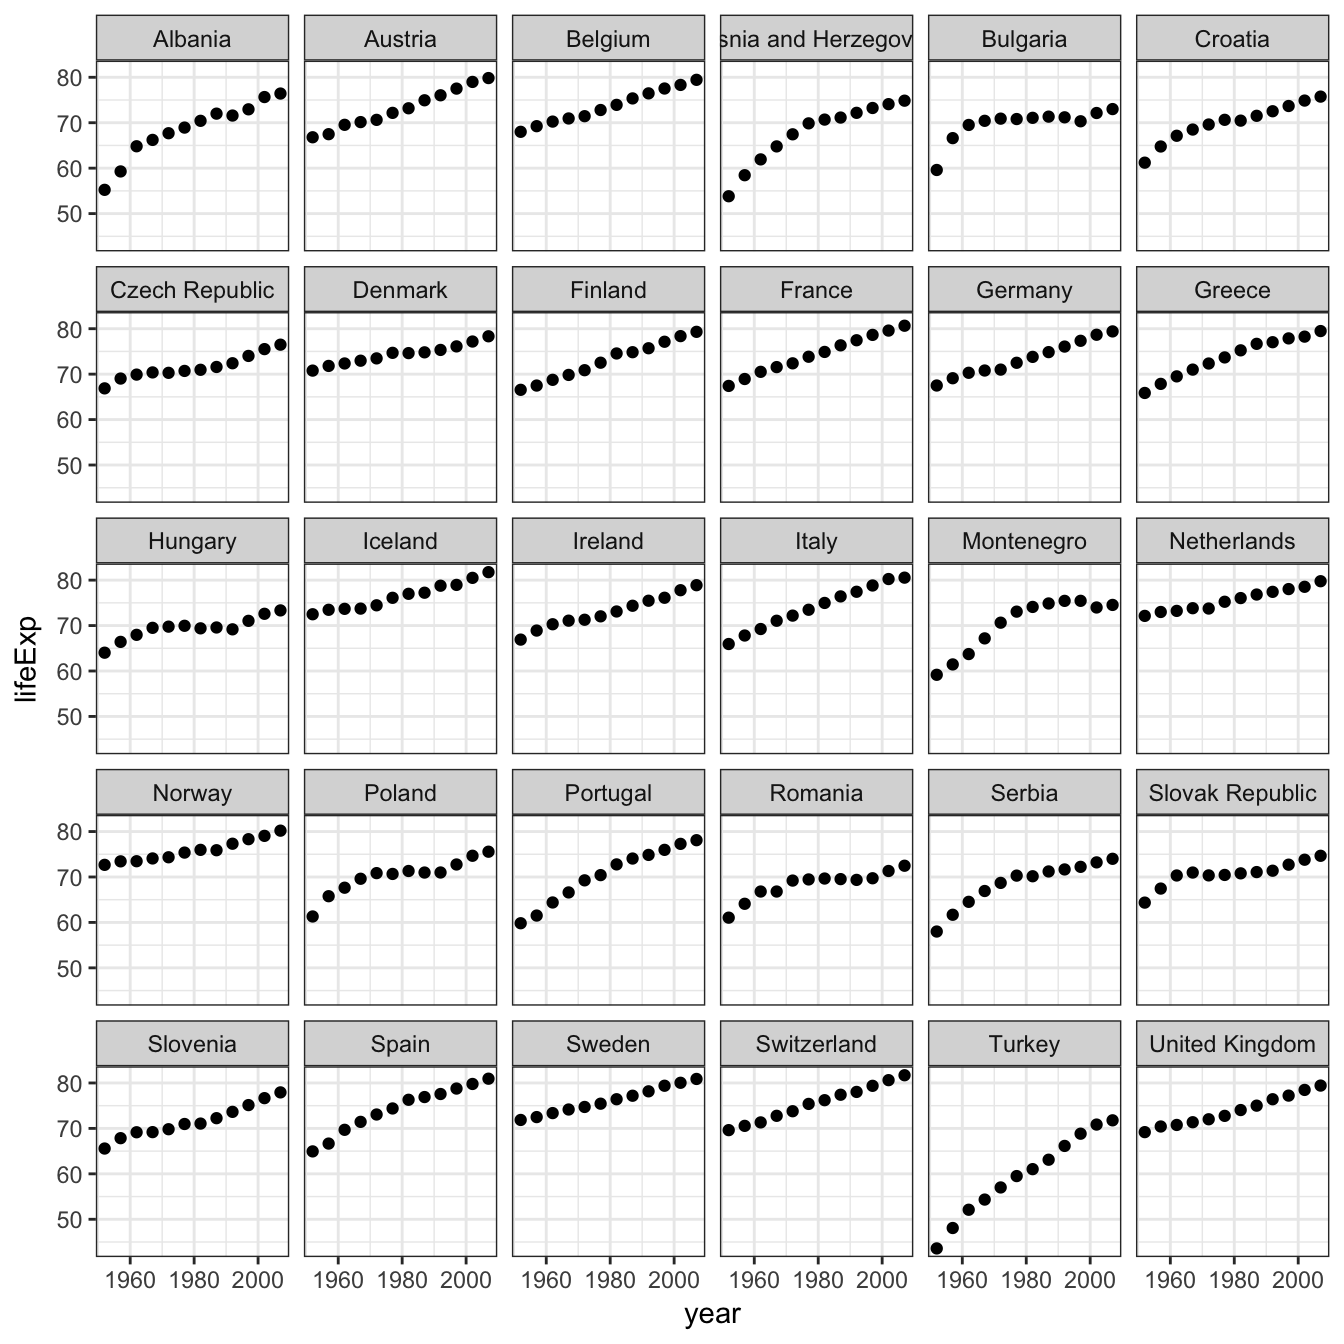 Albania Austria Belgium snia and Herzegov Bulgaria Croatia
80
70
60
50
Czech Republic Denmark Finland France Germany Greece
80
70
60
50
Hungary Iceland Ireland Italy Montenegro Netherlands
80
70
60
50
lifeExp
Norway Poland Portugal Romania Serbia Slovak Republic
80
70
60
50
Slovenia Spain Sweden Switzerland Turkey United Kingdom
80
70
60
50
1960 1980 2000 1960 1980 2000 1960 1980 2000 1960 1980 2000 1960 1980 2000 1960 1980 2000
year